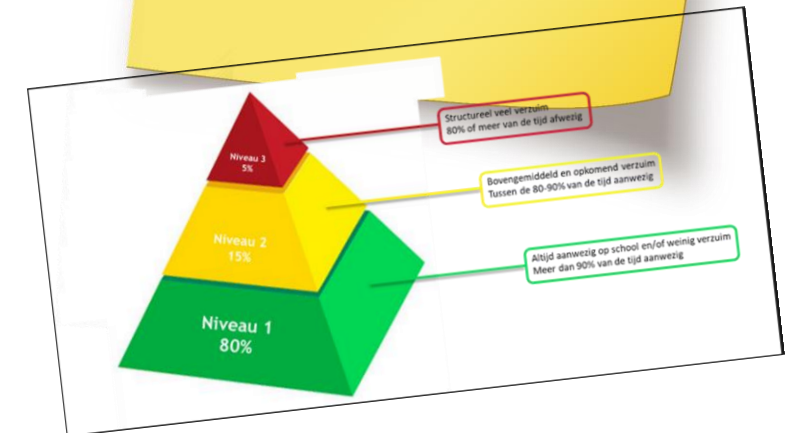 Structureel veel verzuim
80% of meer van de tijd afwezig
Niveau 3
5%
Bovengemiddeld en opkomend verzuim
Tussen de 80-90% van de tijd aanwezig
Niveau 2
15%
Altijd aanwezig op school en/of weinig verzuim
Meer dan 90% van de tijd aanwezig
Niveau 1
80%